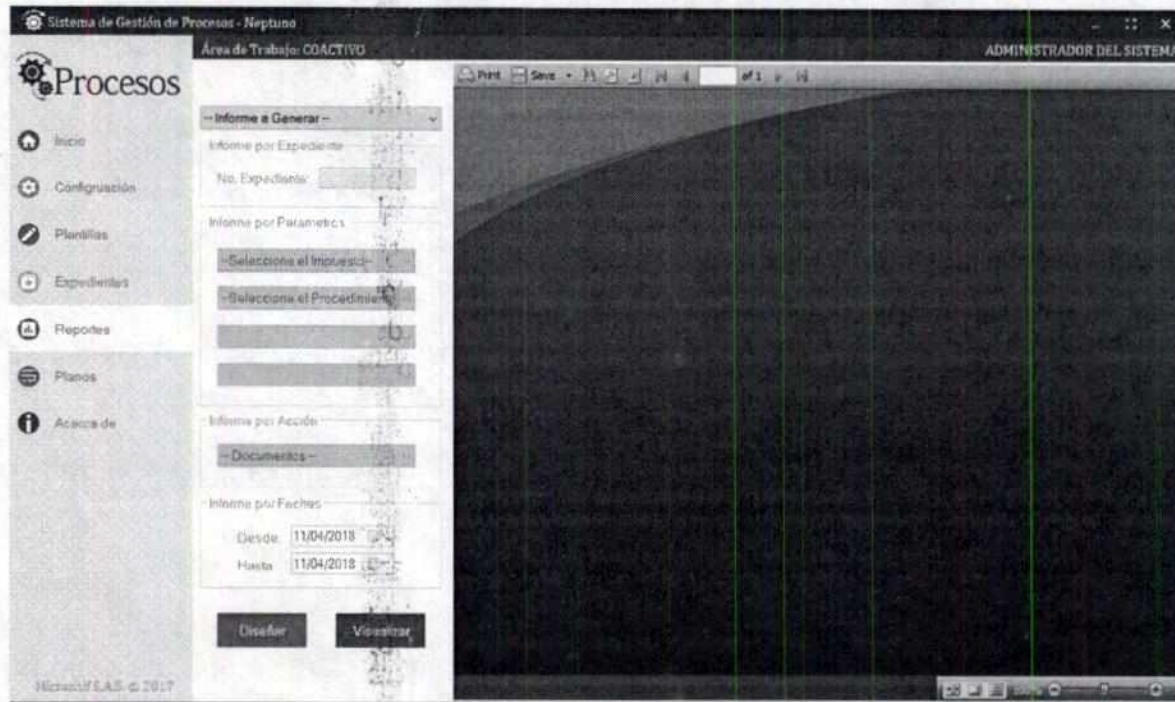 Sistema de Gestión de Procesos - Neptuno
Área de Trabajo: COACTIVO
ADMINISTRADOR DEL SISTEMA
Procesos
Inicio
Configruación
Plantillas
Expedientes
Reportes
Planos
Acerca de
--Informe a Generar--
Informe por Expediente
No. Expediente:
Informe por Parametros
--Seleccione el Impuesto--
--Seleccione el Procedimient
Informe por Acción
--Documentos--
Informe por Fechas
Desde 11/04/2018
Hasta 11/04/2018
Diseñar
Visualizar
Print
Save
of 1
S.A.S. © 2017
100%